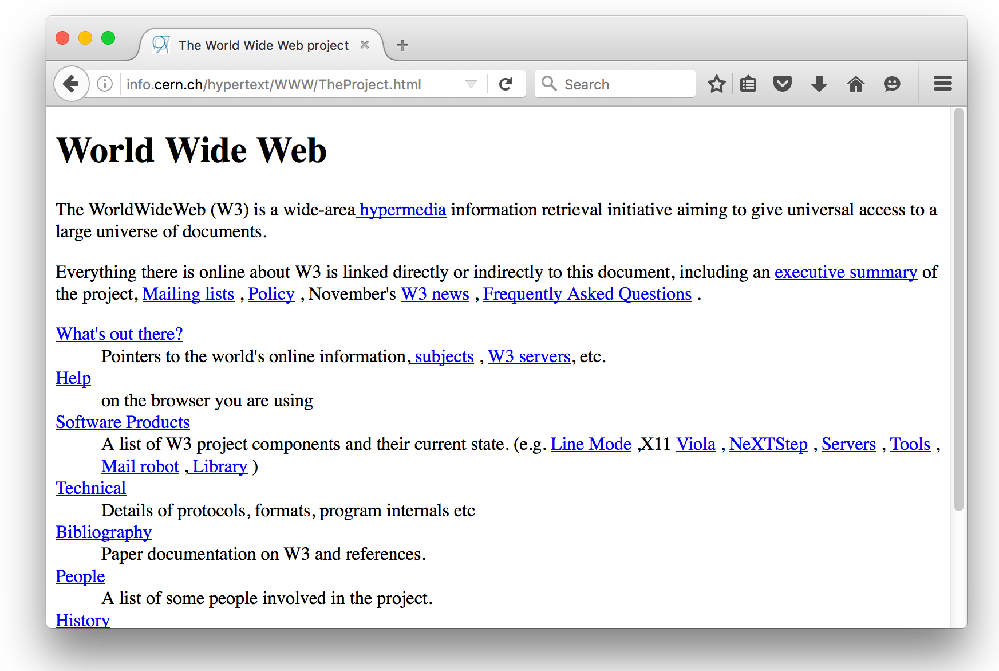 The World Wide Web project
info.cern.ch/hypertext/WWW/TheProject.html
Search
World Wide Web
The WorldWideWeb (W3) is a wide-area hypermedia information retrieval initiative aiming to give universal access to a
large universe of documents.
Everything there is online about W3 is linked directly or indirectly to this document, including an executive summary of
the project, Mailing lists , Policy , November's W3 news , Frequently Asked Questions .
What's out there?
Pointers to the world's online information, subjects , W3 servers, etc.
Help
on the browser you are using
Software Products
A list of W3 project components and their current state. (e.g. Line Mode ,X11 Viola , NeXTStep , Servers , Tools ,
Mail robot , Library )
Technical
Details of protocols, formats, program internals etc
Bibliography
Paper documentation on W3 and references.
People
A list of some people involved in the project.
History